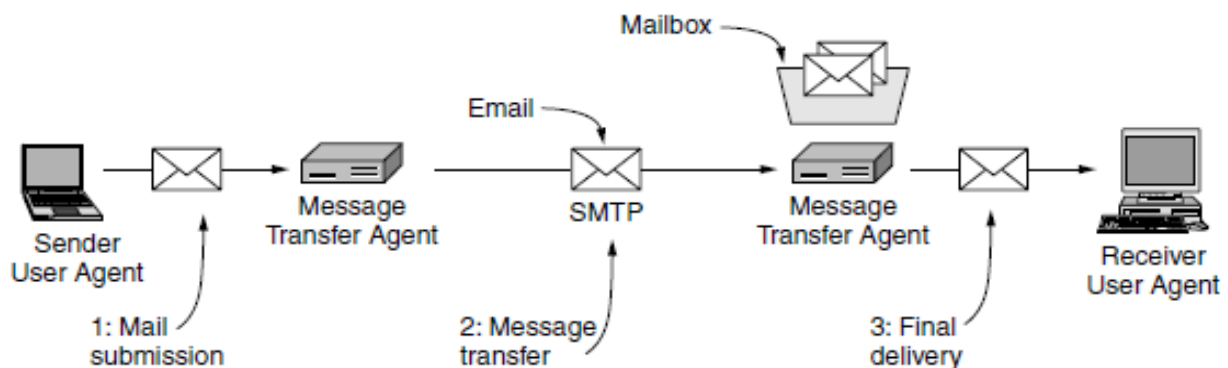 Mailbox
Email
SMTP
Sender
User Agent
Message
Transfer Agent
Message
Transfer Agent
Receiver
User Agent
1: Mail
submission
2: Message
transfer
3: Final
delivery